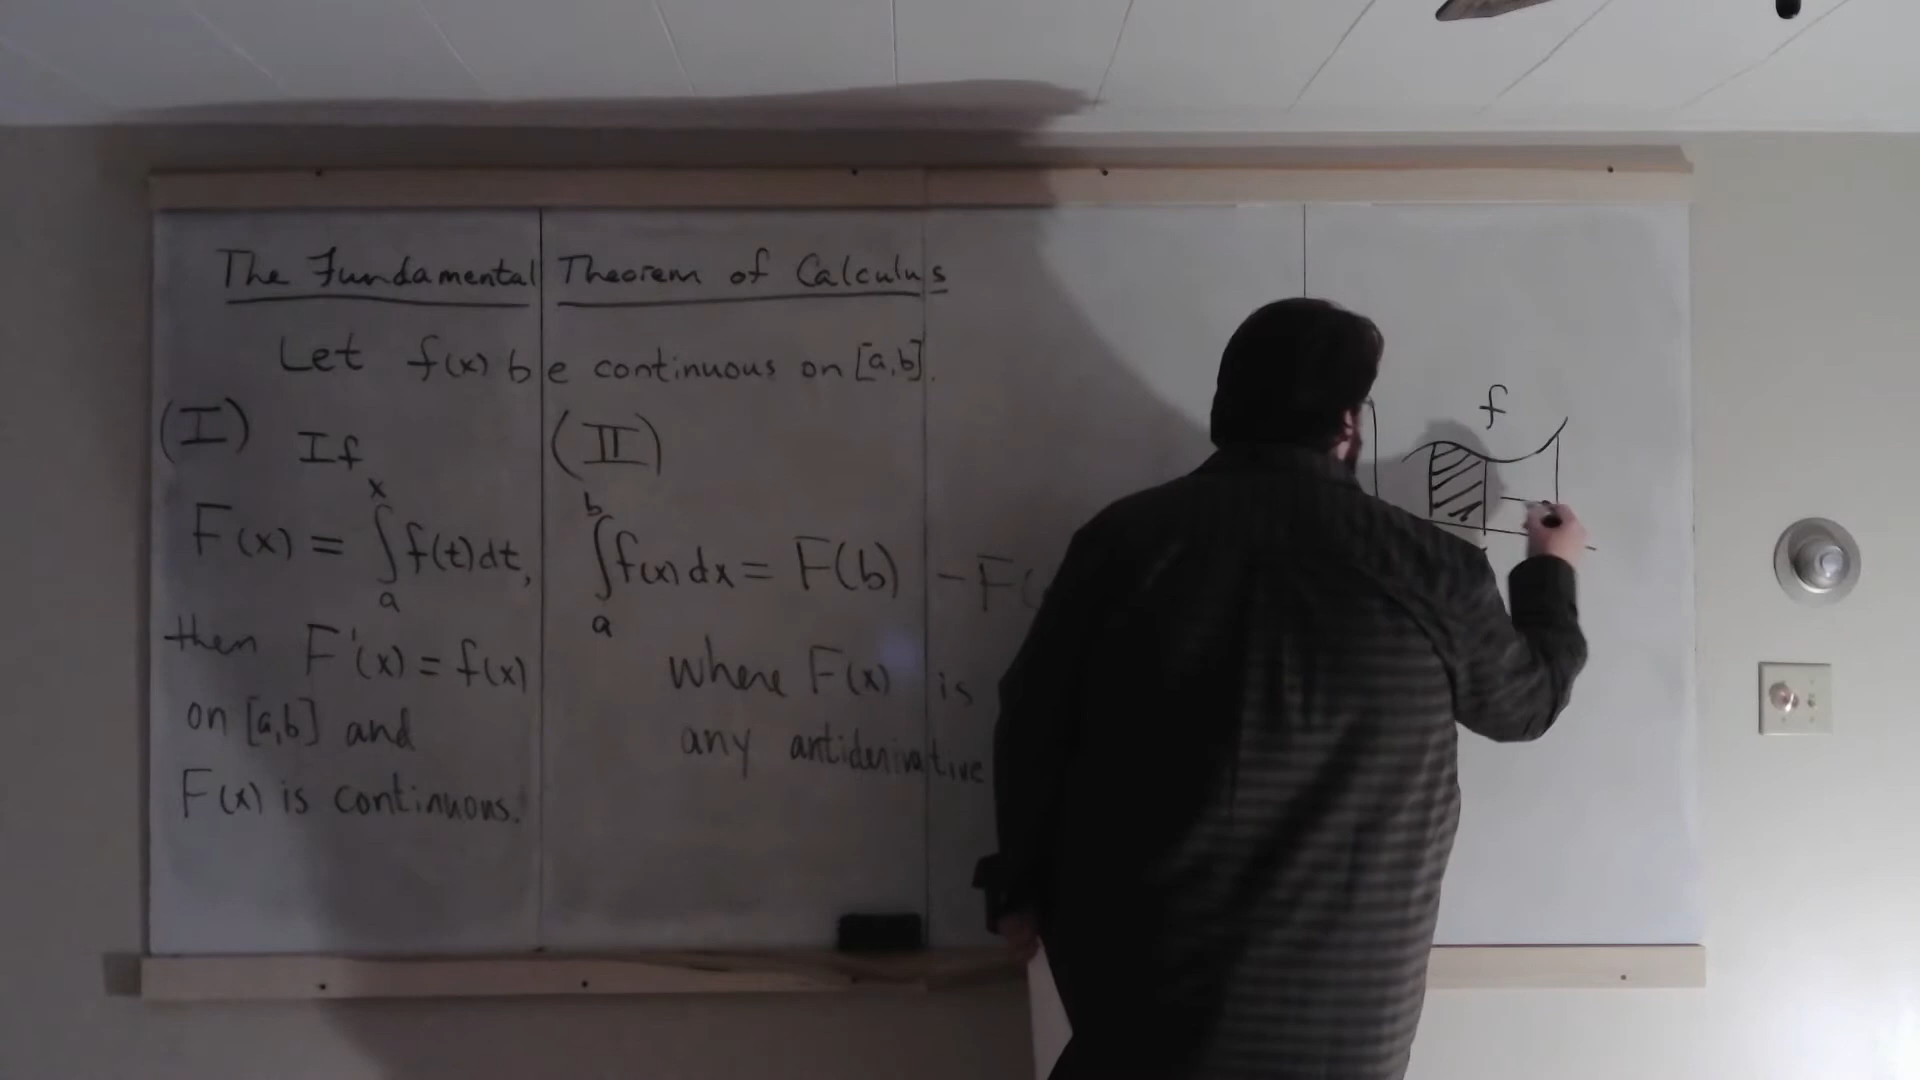 The Fundamental Theorem of Calculus
Let f(x) be continuous on [a,b].
(I) If
F(x) = ∫ₐˣ f(t)dt,
then F'(x) = f(x)
on [a,b] and
F(x) is continuous.
(II)
∫ₐᵇ f(x) dx = F(b) - F(
where F(x) is
any antiderivative
f